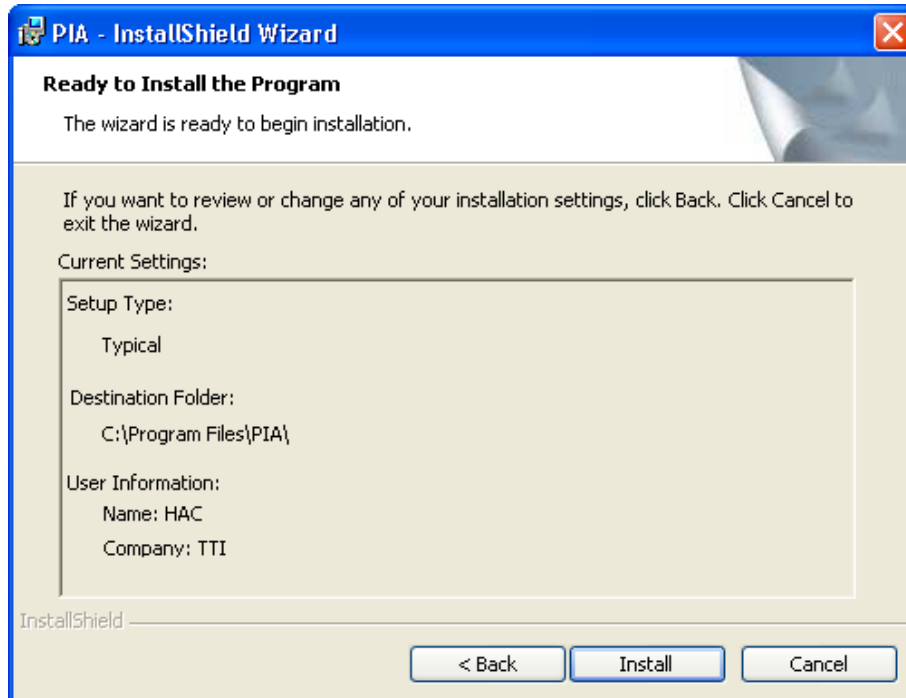 PIA - InstallShield Wizard
Ready to Install the Program
The wizard is ready to begin installation.
If you want to review or change any of your installation settings, click Back. Click Cancel to
exit the wizard.
Current Settings:
Setup Type:
Typical
Destination Folder:
C:\Program Files\PIA\
User Information:
Name: HAC
Company: TTI
InstallShield
< Back
Install
Cancel